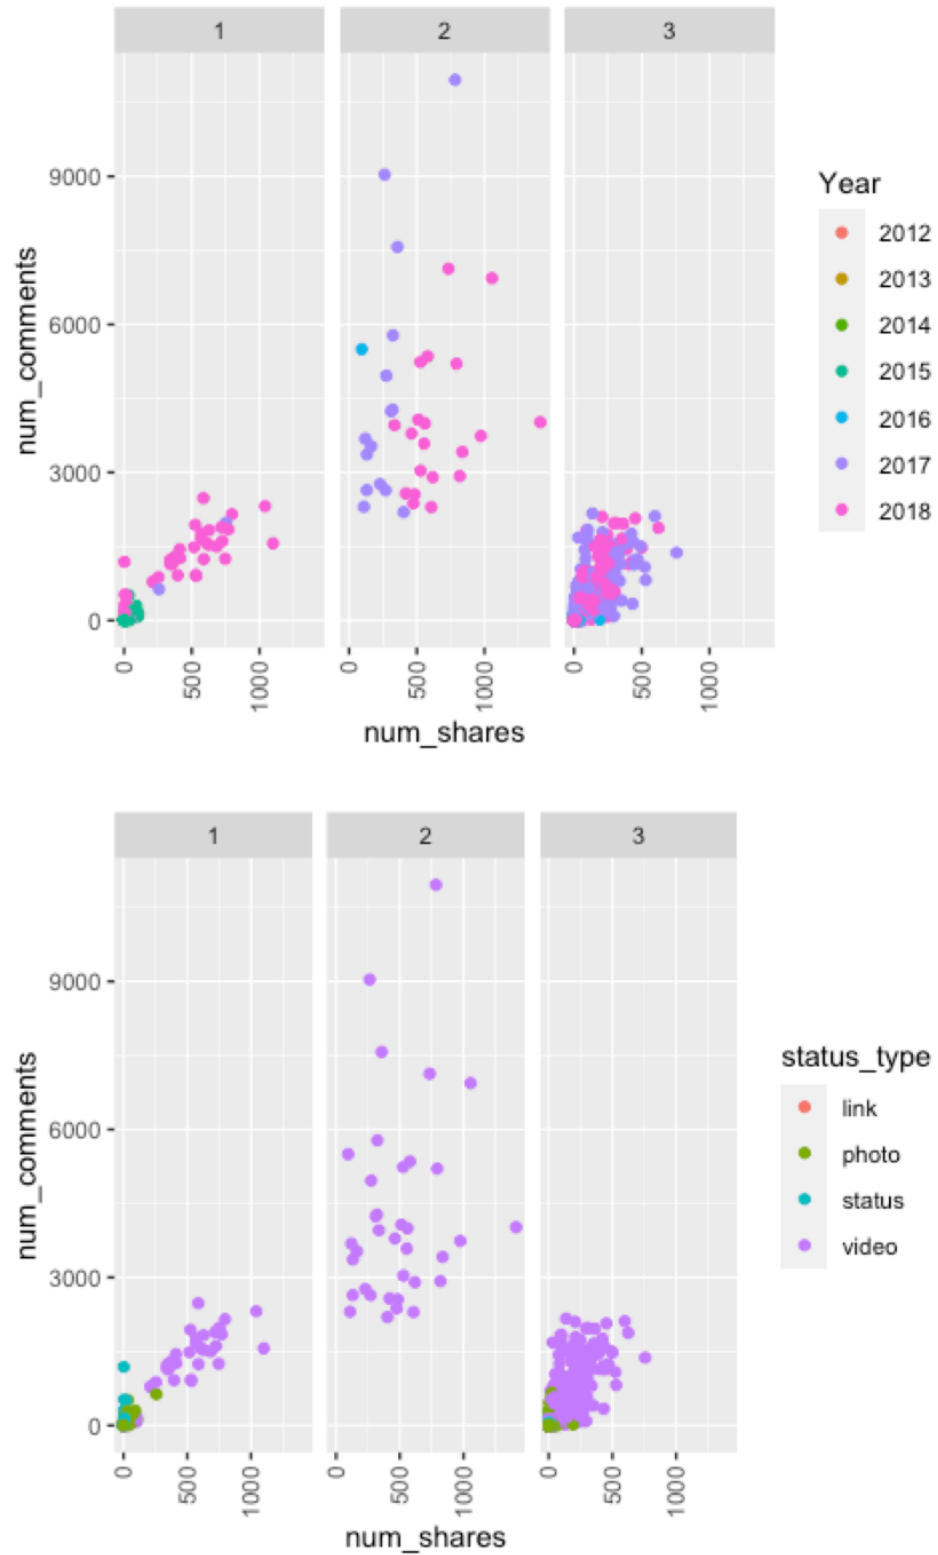 1 2 3
9000
6000
3000
0
num_comments
0 500 1000 0 500 1000 0 500 1000
num_shares
Year
2012
2013
2014
2015
2016
2017
2018
1 2 3
9000
6000
3000
0
num_comments
0 500 1000 0 500 1000 0 500 1000
num_shares
status_type
link
photo
status
video